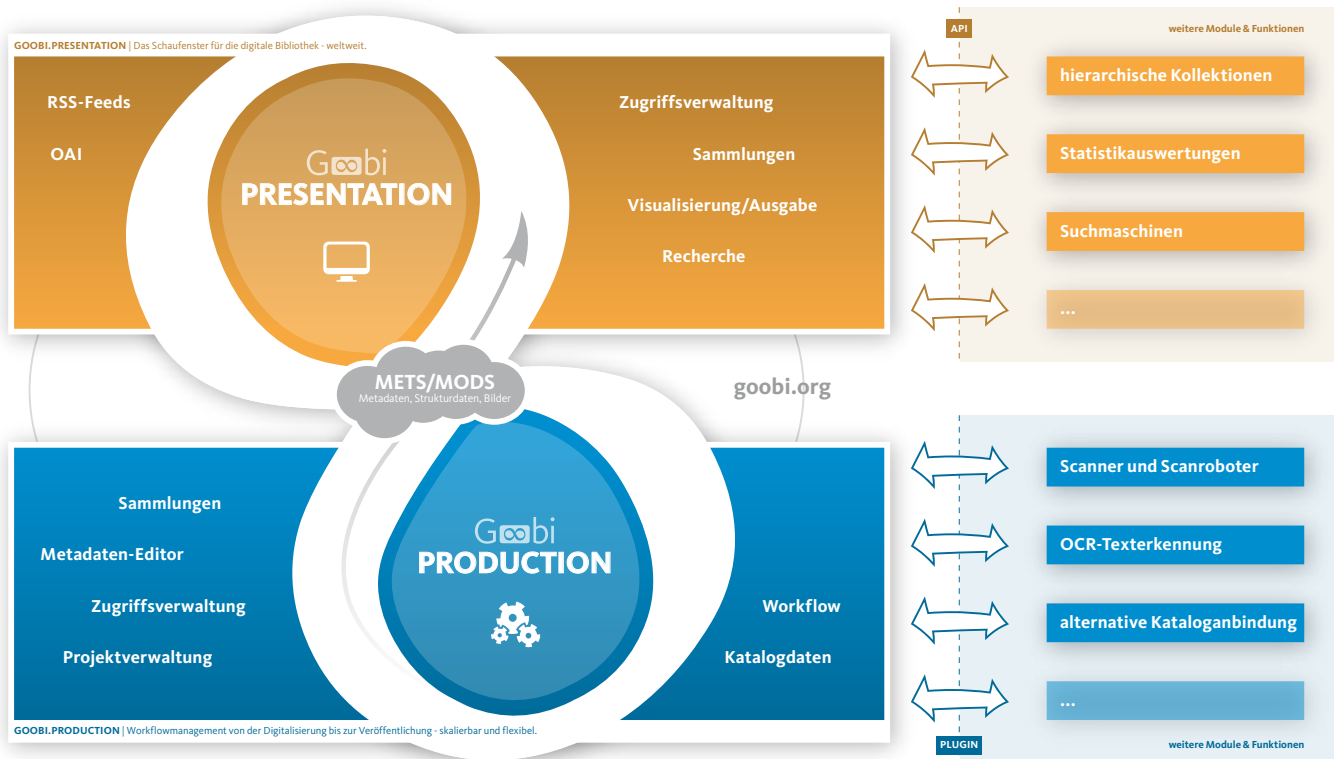 GOOBI.PRESENTATION | Das Schaufenster für die digitale Bibliothek - weltweit.
RSS-Feeds
OAI
Goobi
PRESENTATION
Zugriffsverwaltung
Sammlungen
Visualisierung/Ausgabe
Recherche
API
weitere Module & Funktionen
hierarchische Kollektionen
Statistikauswertungen
Suchmaschinen
...
METS/MODS
Metadaten, Strukturdaten, Bilder
goobi.org
Sammlungen
Metadaten-Editor
Zugriffsverwaltung
Projektverwaltung
Goobi
PRODUCTION
Workflow
Katalogdaten
GOOBI.PRODUCTION | Workflowmanagement von der Digitalisierung bis zur Veröffentlichung - skalierbar und flexibel.
Scanner und Scanroboter
OCR-Texterkennung
alternative Kataloganbindung
...
PLUGIN
weitere Module & Funktionen